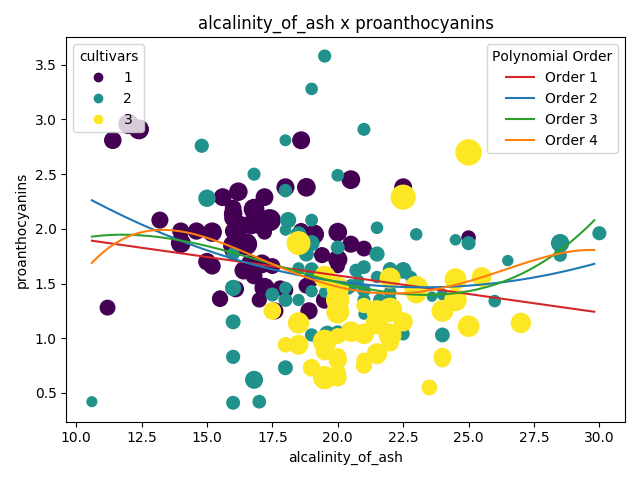 alcalinity_of_ash x proanthocyanins
cultivars
1
2
3
Polynomial Order
Order 1
Order 2
Order 3
Order 4
proanthocyanins
3.5
3.0
2.5
2.0
1.5
1.0
0.5
10.0 12.5 15.0 17.5 20.0 22.5 25.0 27.5 30.0
alcalinity_of_ash